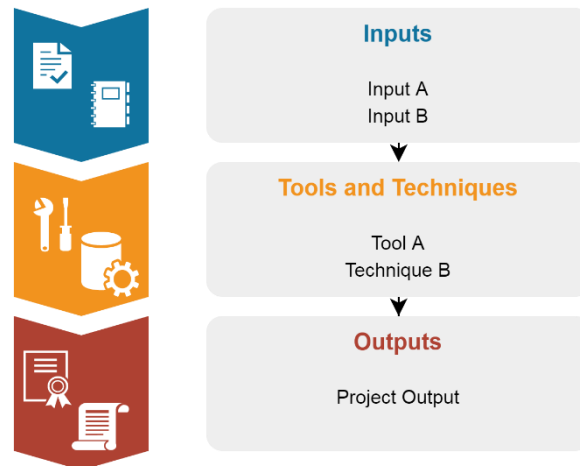 Inputs
Input A
Input B
Tools and Techniques
Tool A
Technique B
Outputs
Project Output